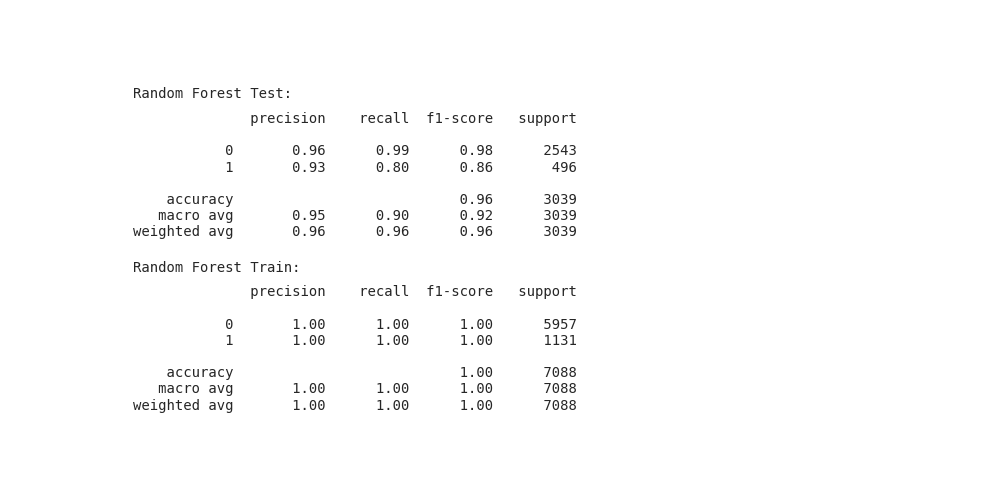 Random Forest Test:
              precision    recall  f1-score   support
           0       0.96      0.99      0.98      2543
           1       0.93      0.80      0.86       496
    accuracy                           0.96      3039
   macro avg       0.95      0.90      0.92      3039
weighted avg       0.96      0.96      0.96      3039
Random Forest Train:
              precision    recall  f1-score   support
           0       1.00      1.00      1.00      5957
           1       1.00      1.00      1.00      1131
    accuracy                           1.00      7088
   macro avg       1.00      1.00      1.00      7088
weighted avg       1.00      1.00      1.00      7088